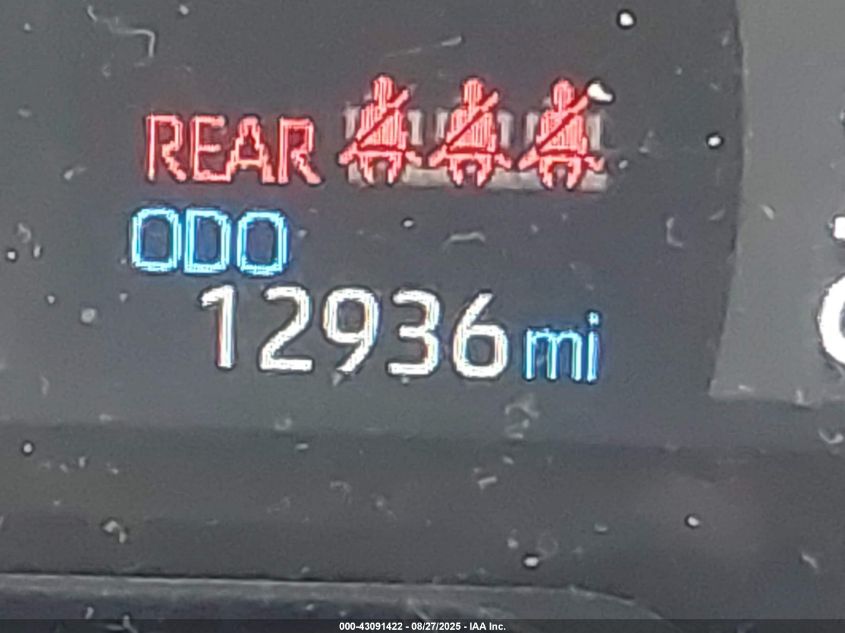 REAR
ODO
12936 mi
000-43091422 - 08/27/2025 - IAA Inc.